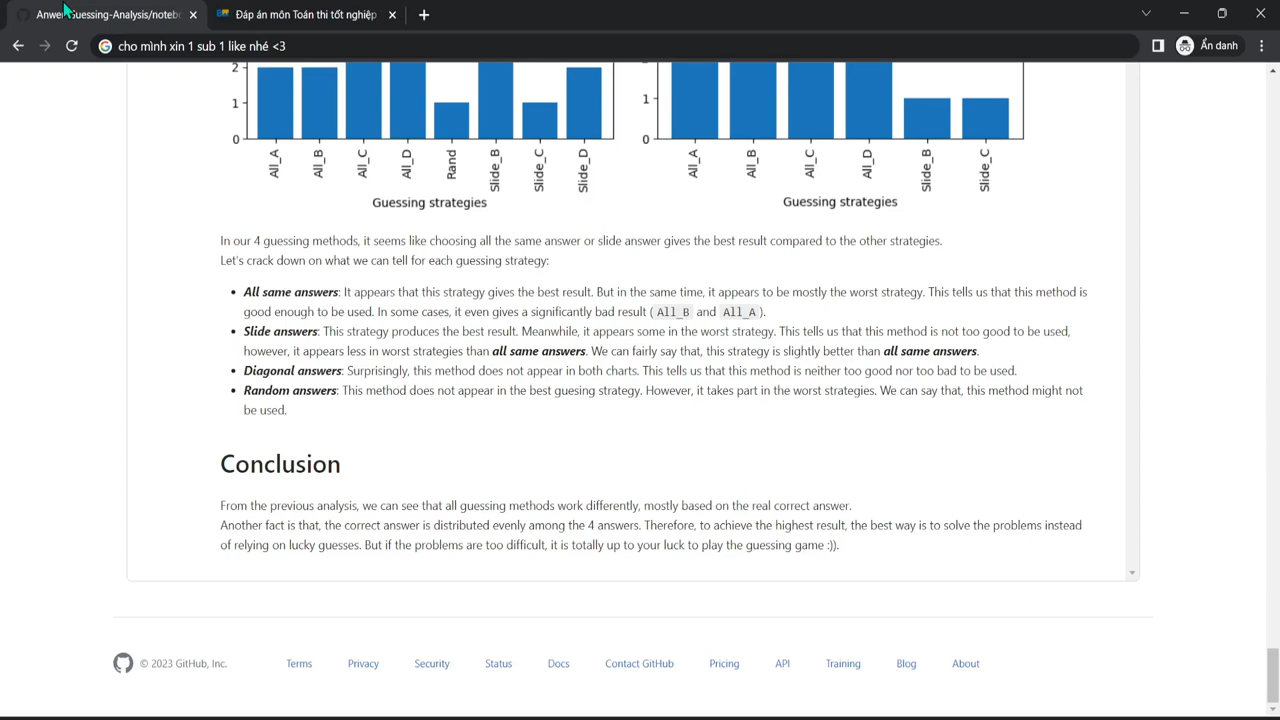 Anwer-Guessing-Analysis/notebo
Đáp án môn Toán thi tốt nghiệp
cho mình xin 1 sub 1 like nhé <3
Ẩn danh
2
1
0
All_A
All_B
All_C
All_D
Rand
Slide_B
Slide_C
Slide_D
Guessing strategies
1
0
All_A
All_B
All_C
All_D
Slide_B
Slide_C
Guessing strategies
In our 4 guessing methods, it seems like choosing all the same answer or slide answer gives the best result compared to the other strategies.
Let's crack down on what we can tell for each guessing strategy:
• All same answers: It appears that this strategy gives the best result. But in the same time, it appears to be mostly the worst strategy. This tells us that this method is
good enough to be used. In some cases, it even gives a significantly bad result ( All_B and All_A ).
• Slide answers: This strategy produces the best result. Meanwhile, it appears some in the worst strategy. This tells us that this method is not too good to be used,
however, it appears less in worst strategies than all same answers. We can fairly say that, this strategy is slightly better than all same answers.
• Diagonal answers: Surprisingly, this method does not appear in both charts. This tells us that this method is neither too good nor too bad to be used.
• Random answers: This method does not appear in the best guesing strategy. However, it takes part in the worst strategies. We can say that, this method might not
be used.
Conclusion
From the previous analysis, we can see that all guessing methods work differently, mostly based on the real correct answer.
Another fact is that, the correct answer is distributed evenly among the 4 answers. Therefore, to achieve the highest result, the best way is to solve the problems instead
of relying on lucky guesses. But if the problems are too difficult, it is totally up to your luck to play the guessing game :)).
© 2023 GitHub, Inc.
Terms
Privacy
Security
Status
Docs
Contact GitHub
Pricing
API
Training
Blog
About